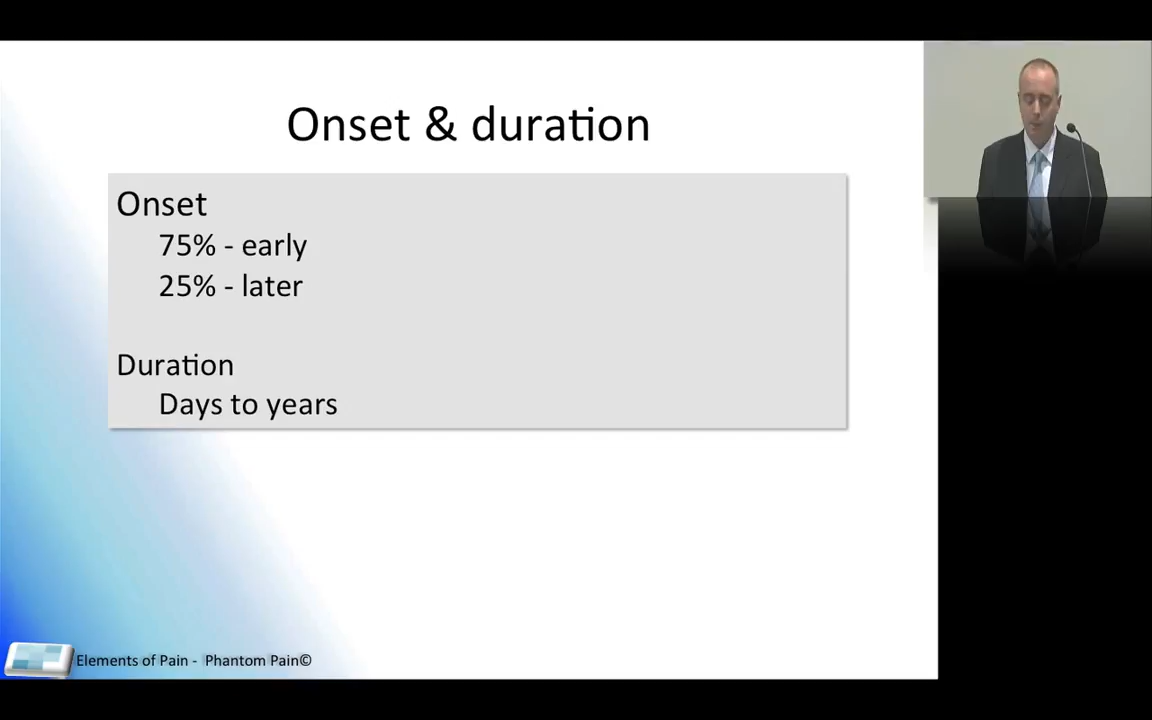 Onset & duration
Onset
75% - early
25% - later
Duration
Days to years
Elements of Pain - Phantom Pain©